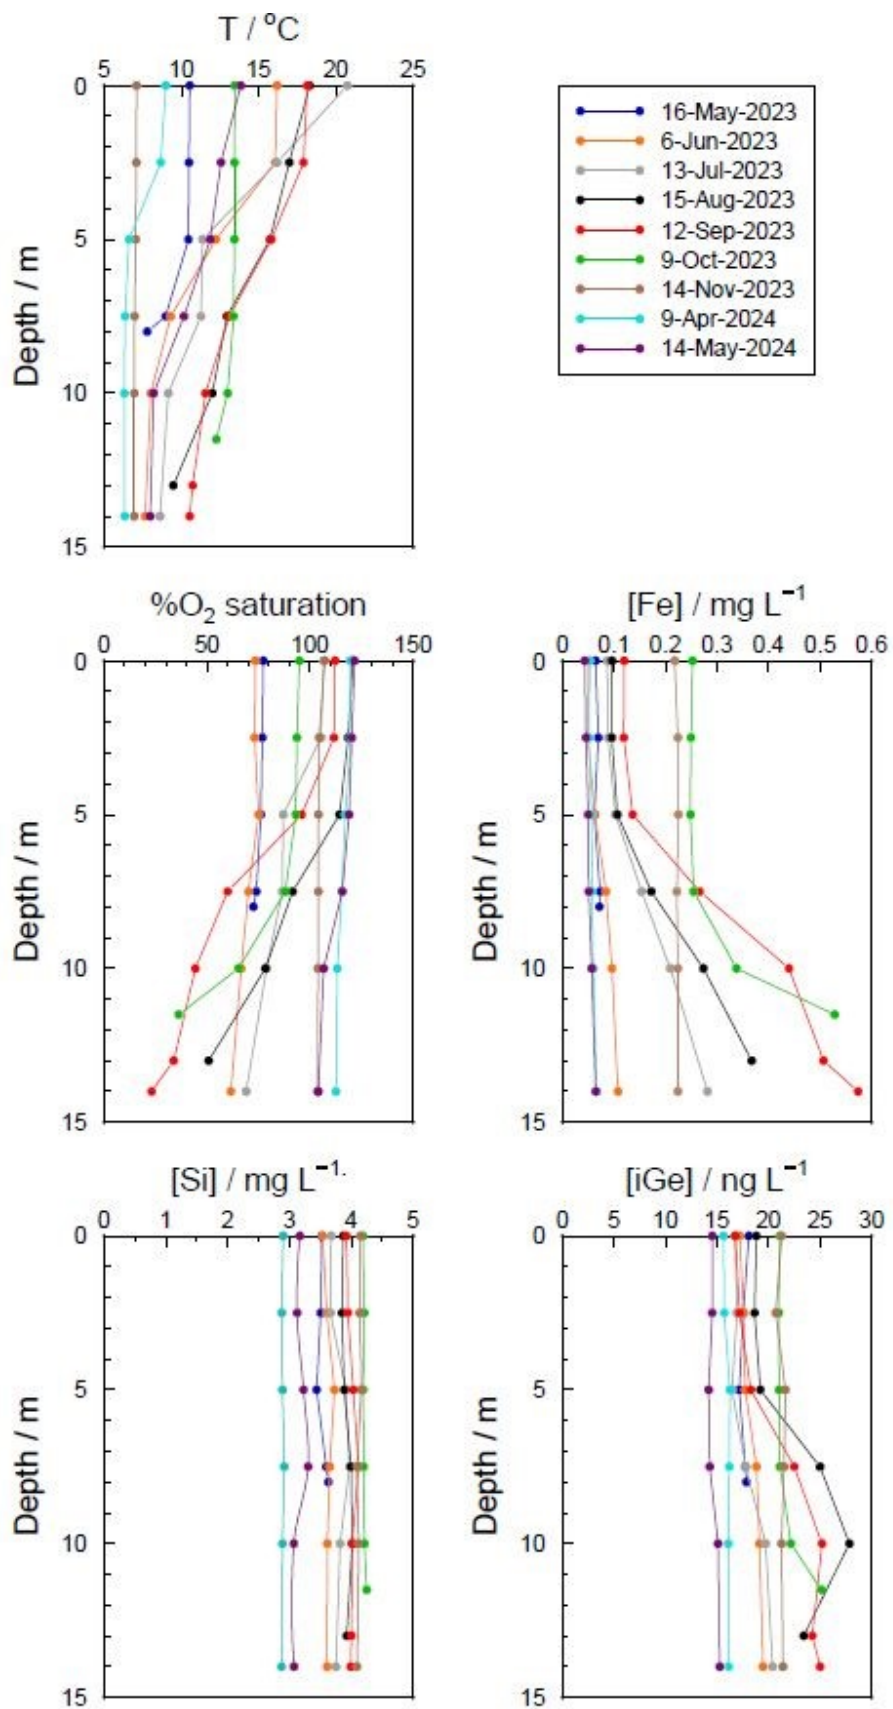 T / °C
5 10 15 20 25
0
5
10
15
Depth / m
16-May-2023
6-Jun-2023
13-Jul-2023
15-Aug-2023
12-Sep-2023
9-Oct-2023
14-Nov-2023
9-Apr-2024
14-May-2024
%O₂ saturation
0 50 100 150
0
5
10
15
Depth / m
[Fe] / mg L⁻¹
0 0.1 0.2 0.3 0.4 0.5 0.6
0
5
10
15
Depth / m
[Si] / mg L⁻¹·
0 1 2 3 4 5
0
5
10
15
Depth / m
[iGe] / ng L⁻¹
0 5 10 15 20 25 30
0
5
10
15
Depth / m